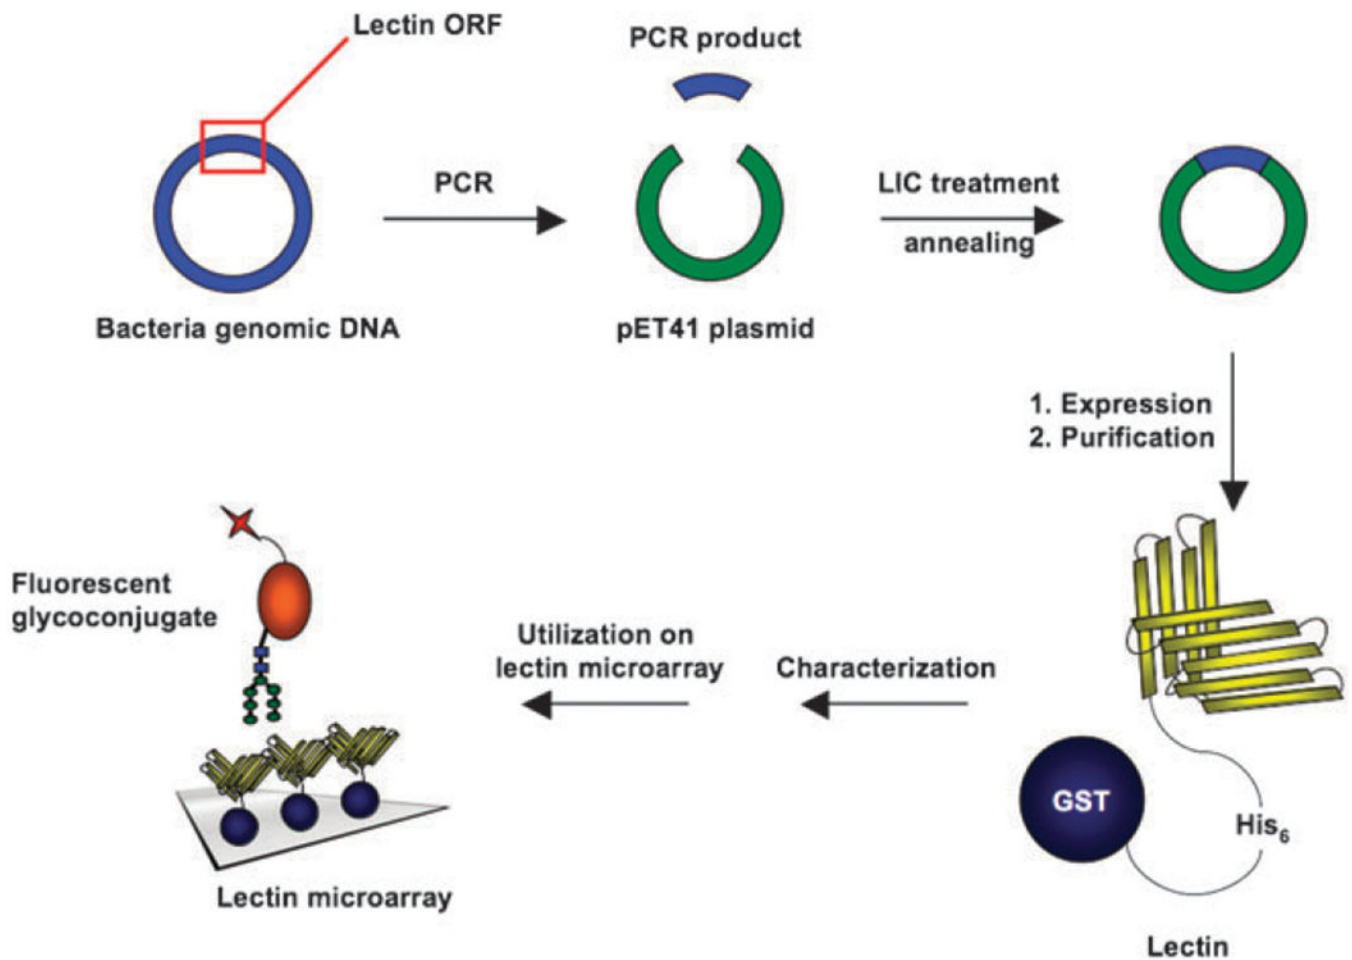 Lectin ORF
PCR product
PCR
LIC treatment
annealing
Bacteria genomic DNA
pET41 plasmid
1. Expression
2. Purification
Fluorescent
glycoconjugate
Utilization on
lectin microarray
Characterization
GST
His₆
Lectin microarray
Lectin